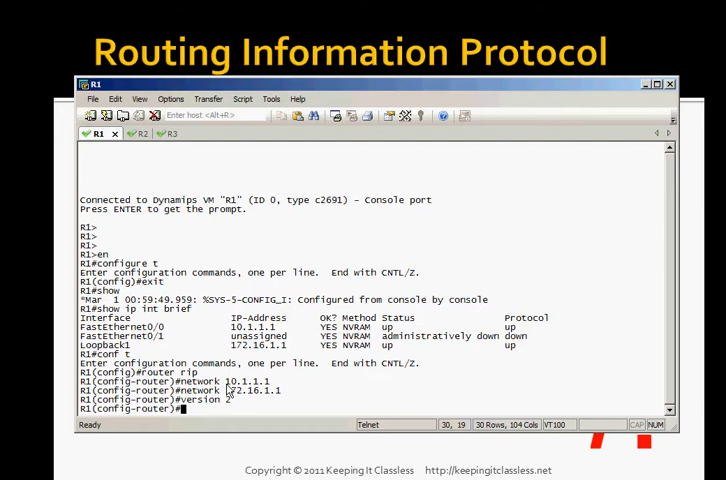 Routing Information Protocol
R1
File Edit View Options Transfer Script Tools Help
Enter host <Alt+R>
R1 R2 R3
Connected to Dynamips VM "R1" (ID 0, type c2691) - Console port
Press ENTER to get the prompt.
R1>
R1>
R1>
R1>en
R1#configure t
Enter configuration commands, one per line. End with CNTL/Z.
R1(config)#exit
R1#show
*Mar 1 00:59:49.959: %SYS-5-CONFIG_I: Configured from console by console
R1#show ip int brief
Interface IP-Address OK? Method Status Protocol
FastEthernet0/0 10.1.1.1 YES NVRAM up up
FastEthernet0/1 unassigned YES NVRAM administratively down down
Loopback1 172.16.1.1 YES NVRAM up up
R1#conf t
Enter configuration commands, one per line. End with CNTL/Z.
R1(config)#router rip
R1(config-router)#network 10.1.1.1
R1(config-router)#network 172.16.1.1
R1(config-router)#version 2
R1(config-router)#
Ready Telnet 30, 19 30 Rows, 104 Cols VT100 CAP NUM
Copyright © 2011 Keeping It Classless http://keepingitclassless.net